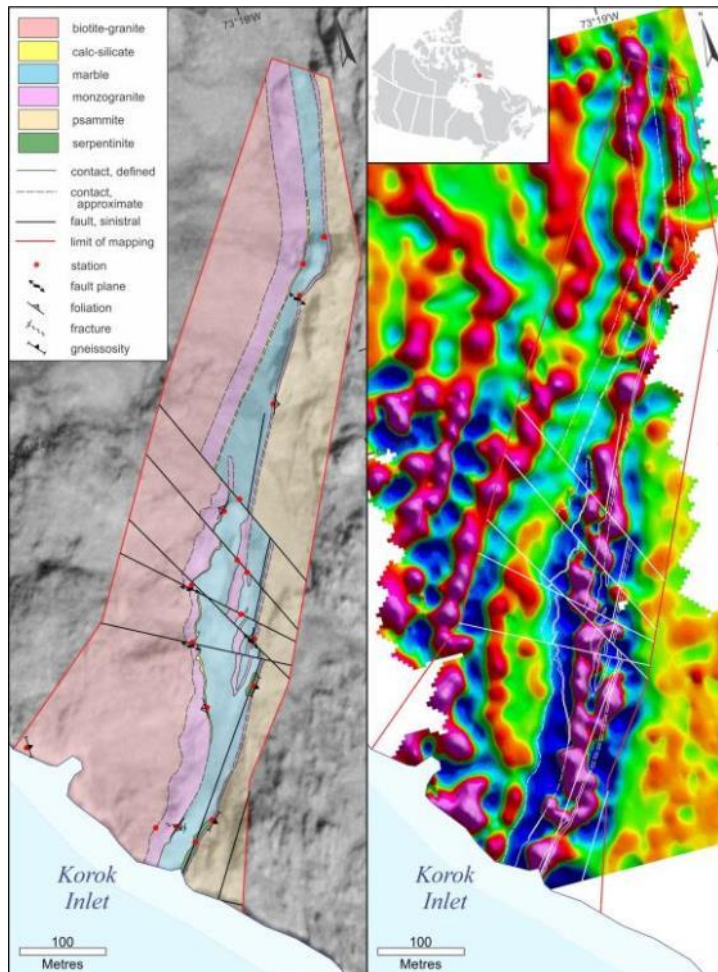 biotite-granite
calc-silicate
marble
monzogranite
psammite
serpentinite
contact, defined
contact,
approximate
fault, sinistral
limit of mapping
station
fault plane
foliation
fracture
gneissosity
73°19'W
Korok
Inlet
100
Metres
73°19'W
N
Korok
Inlet
100
Metres